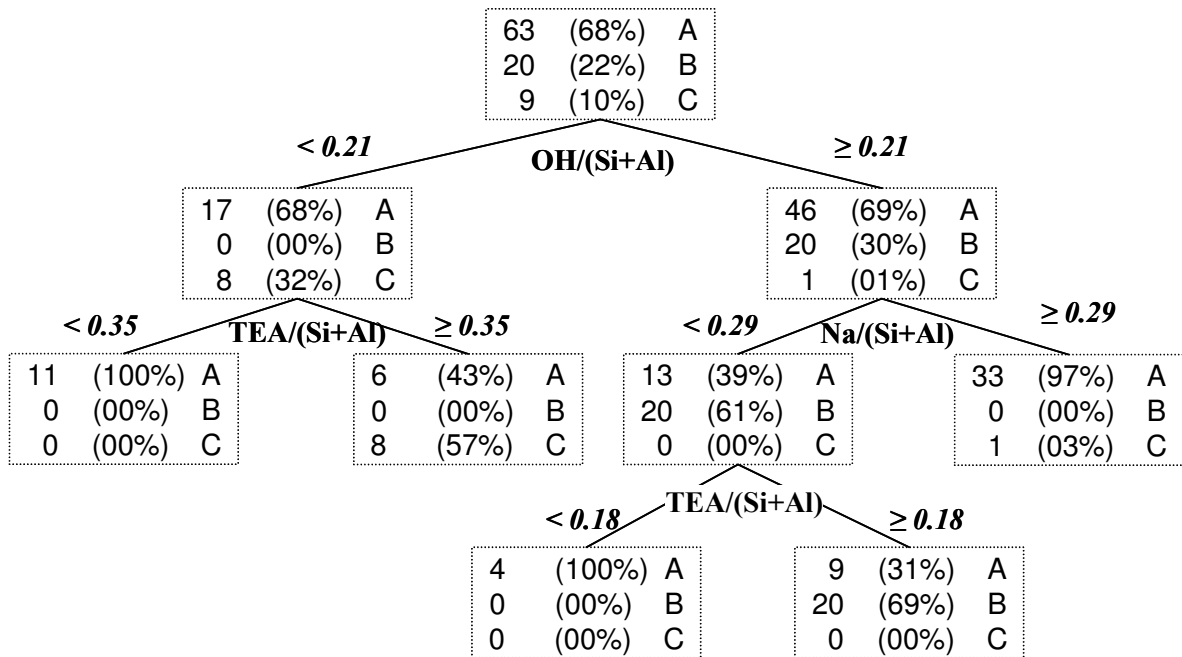 63 (68%) A
20 (22%) B
9 (10%) C
< 0.21
≥ 0.21
OH/(Si+Al)
17 (68%) A
0 (00%) B
8 (32%) C
46 (69%) A
20 (30%) B
1 (01%) C
< 0.35
TEA/(Si+Al)
≥ 0.35
< 0.29
Na/(Si+Al)
≥ 0.29
11 (100%) A
0 (00%) B
0 (00%) C
6 (43%) A
0 (00%) B
8 (57%) C
13 (39%) A
20 (61%) B
0 (00%) C
33 (97%) A
0 (00%) B
1 (03%) C
< 0.18
TEA/(Si+Al)
≥ 0.18
4 (100%) A
0 (00%) B
0 (00%) C
9 (31%) A
20 (69%) B
0 (00%) C